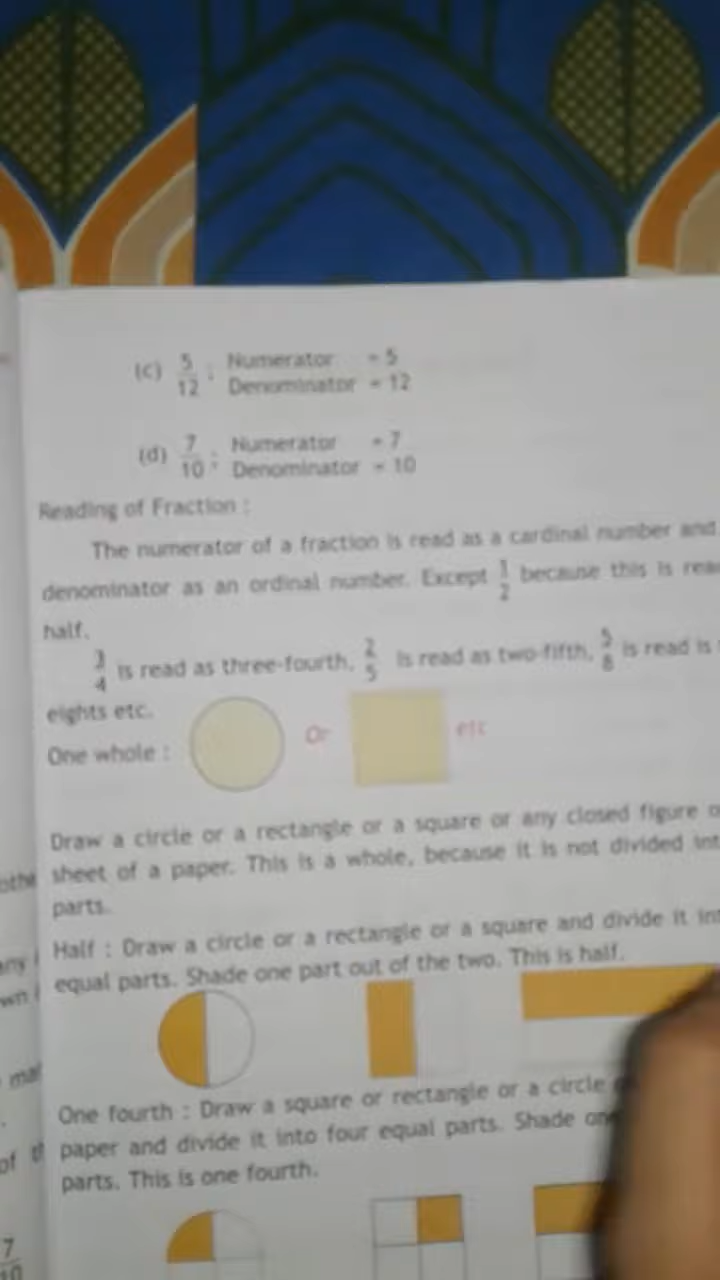 (c) 5/12 : Numerator = 5
Denominator = 12
(d) 7/10 : Numerator = 7
Denominator = 10
Reading of Fraction :
The numerator of a fraction is read as a cardinal number and
denominator as an ordinal number. Except 1/2 because this is
half.
3/4 is read as three-fourth, 2/5 is read as two-fifth, 5/8 is read is
eights etc.
One whole : Or etc
Draw a circle or a rectangle or a square or any closed figure
sheet of a paper. This is a whole, because it is not divided
parts.
Half : Draw a circle or a rectangle or a square and divide it
equal parts. Shade one part out of the two. This is half.
One fourth : Draw a square or rectangle or a circle
paper and divide it into four equal parts. Shade
parts. This is one fourth.
7/10